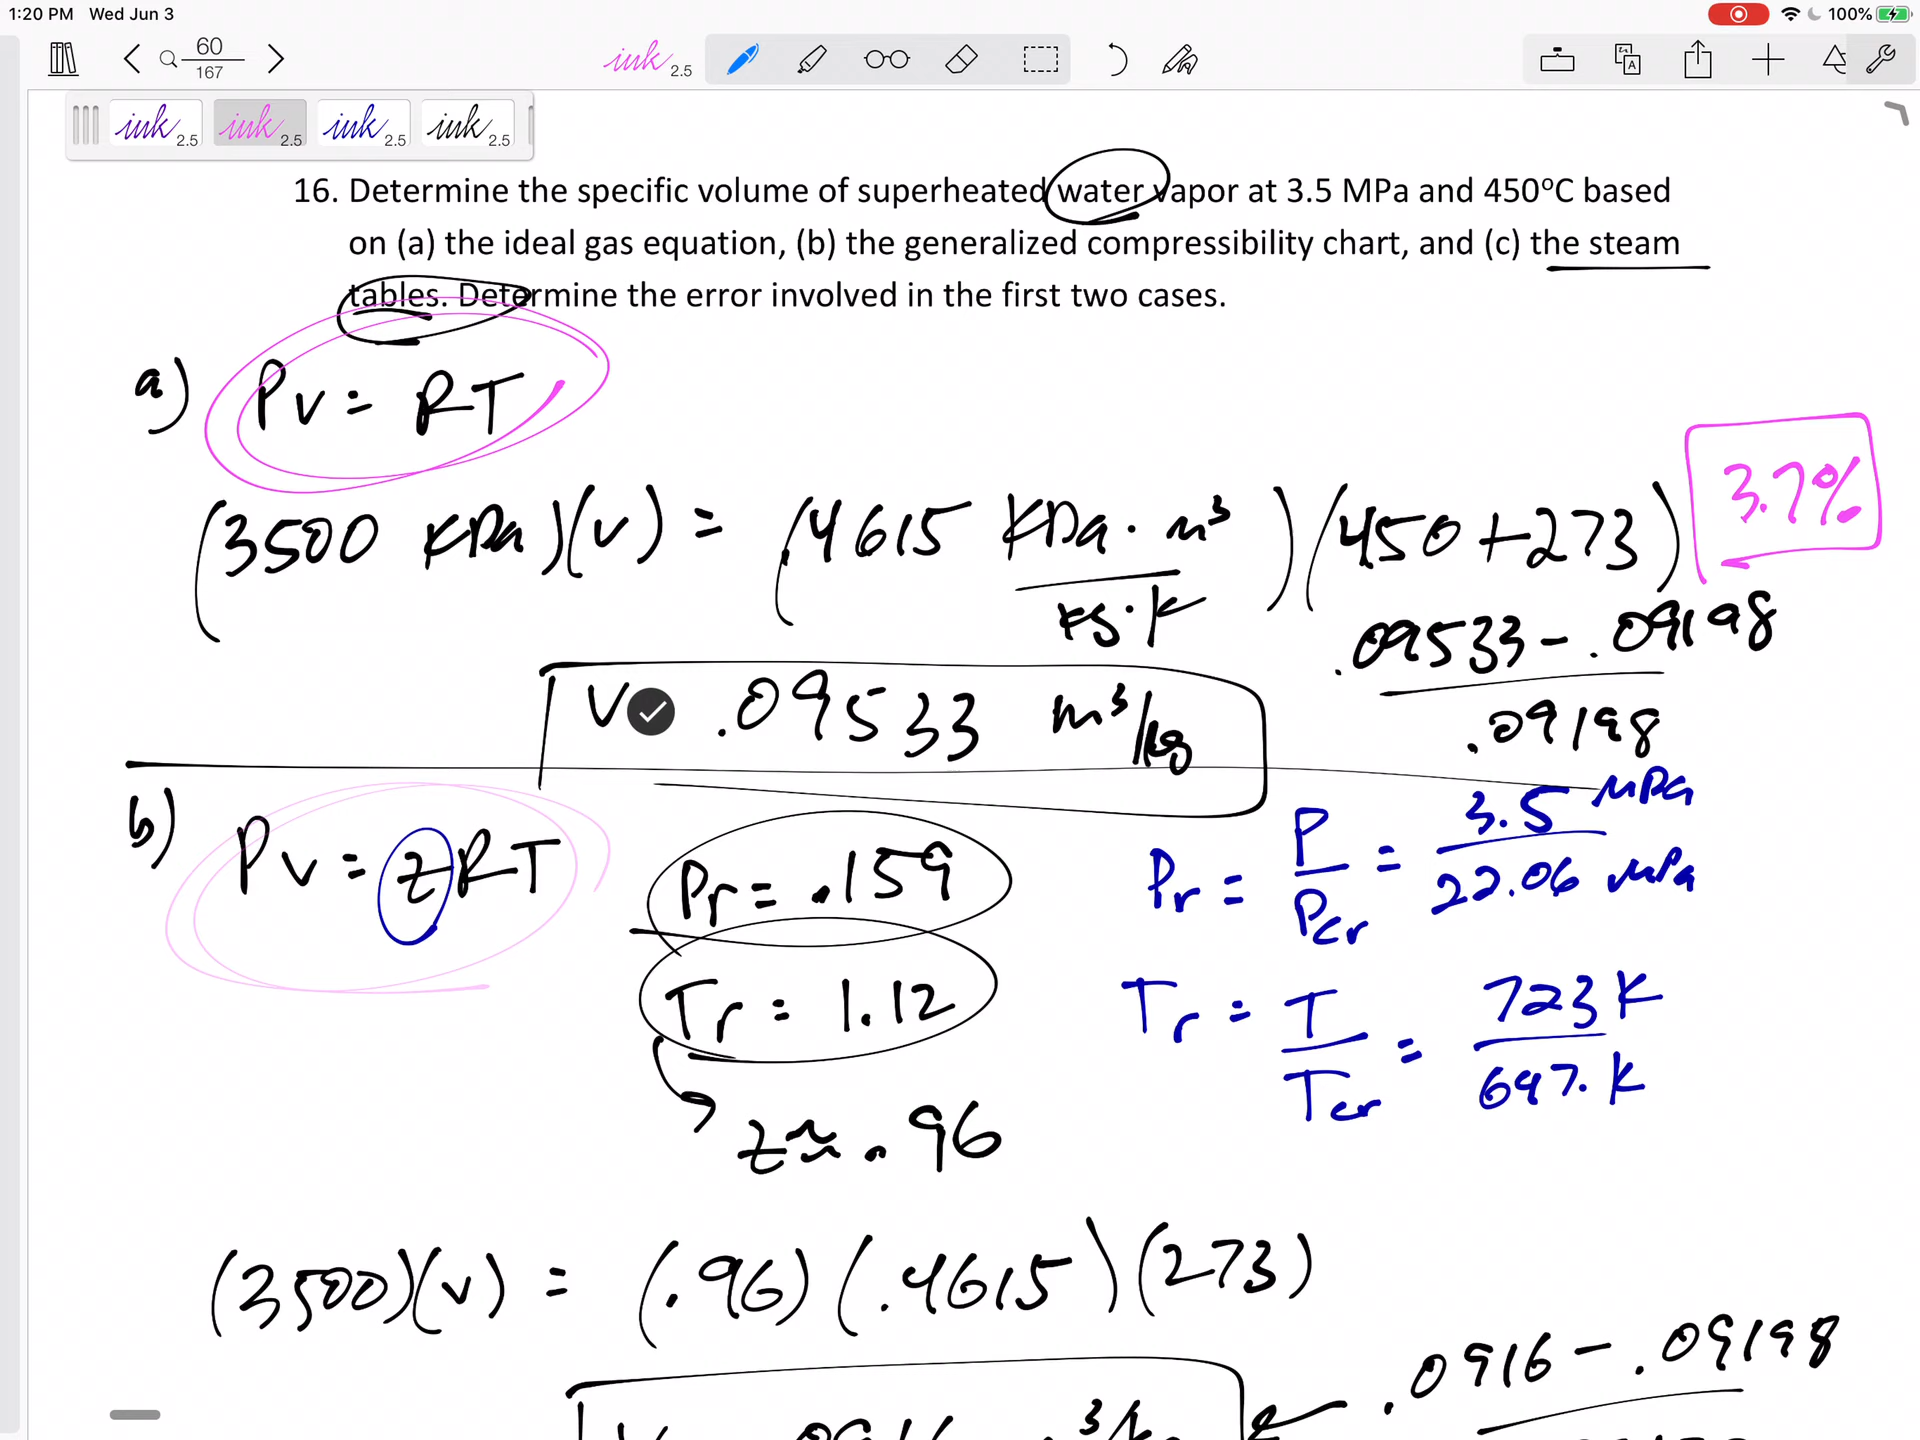 1:20 PM Wed Jun 3
100%
60
167
ink 2.5
ink 2.5 ink 2.5 ink 2.5 ink 2.5
16. Determine the specific volume of superheated water vapor at 3.5 MPa and 450°C based
on (a) the ideal gas equation, (b) the generalized compressibility chart, and (c) the steam
tables. Determine the error involved in the first two cases.
a) Pv = RT
3.7%
(3500 KPa)(v) = (.4615 KPa · m³ / kg · K)(450+273)
.09533 - .09198
.09198
v .09533 m³/kg
b) Pv = zRT
Pr = .159
Pr = P/Pcr = 3.5 MPa / 22.06 MPa
Tr = 1.12
Tr = T/Tcr = 723 K / 647. K
z ≈ .96
(3500)(v) = (.96)(.4615)(273)
.0916 - .09198